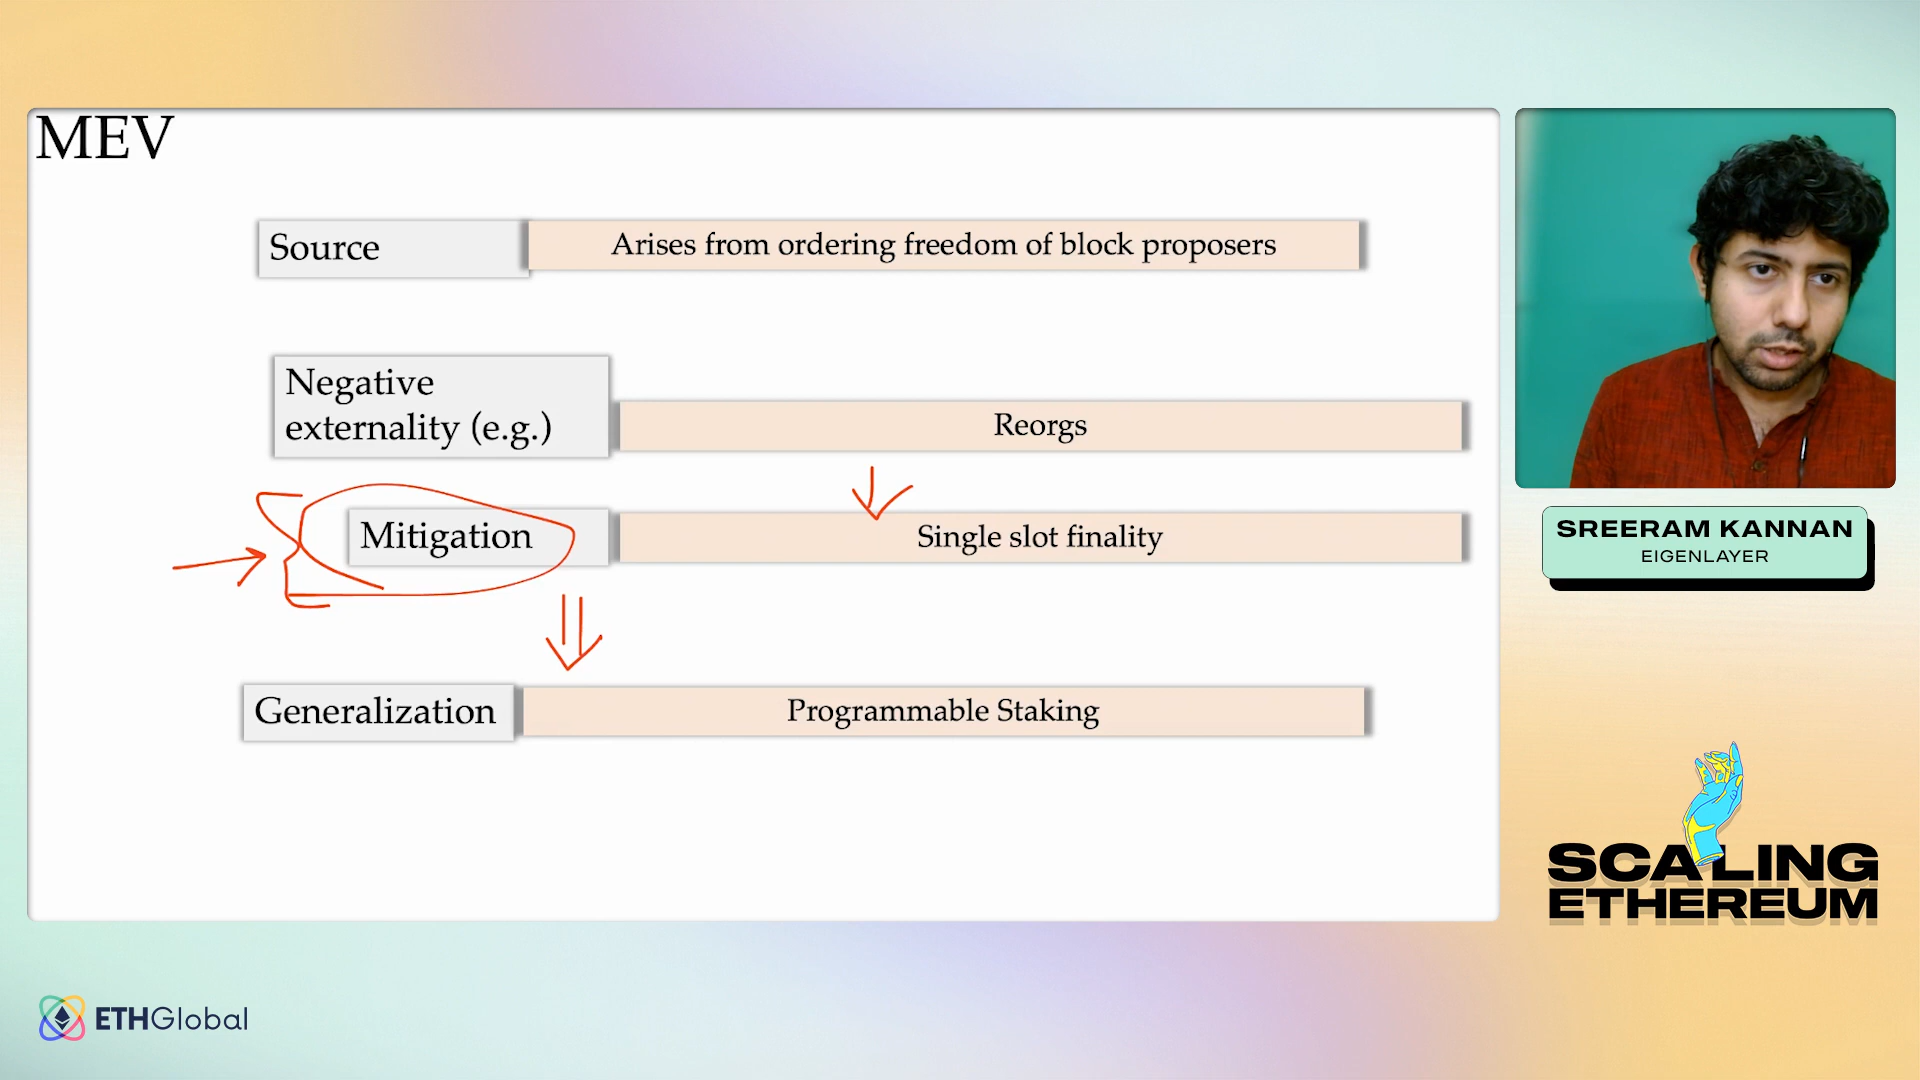 MEV
Source
Arises from ordering freedom of block proposers
Negative
externality (e.g.)
Reorgs
Mitigation
Single slot finality
Generalization
Programmable Staking
SREERAM KANNAN
EIGENLAYER
SCALING
ETHEREUM
ETHGlobal